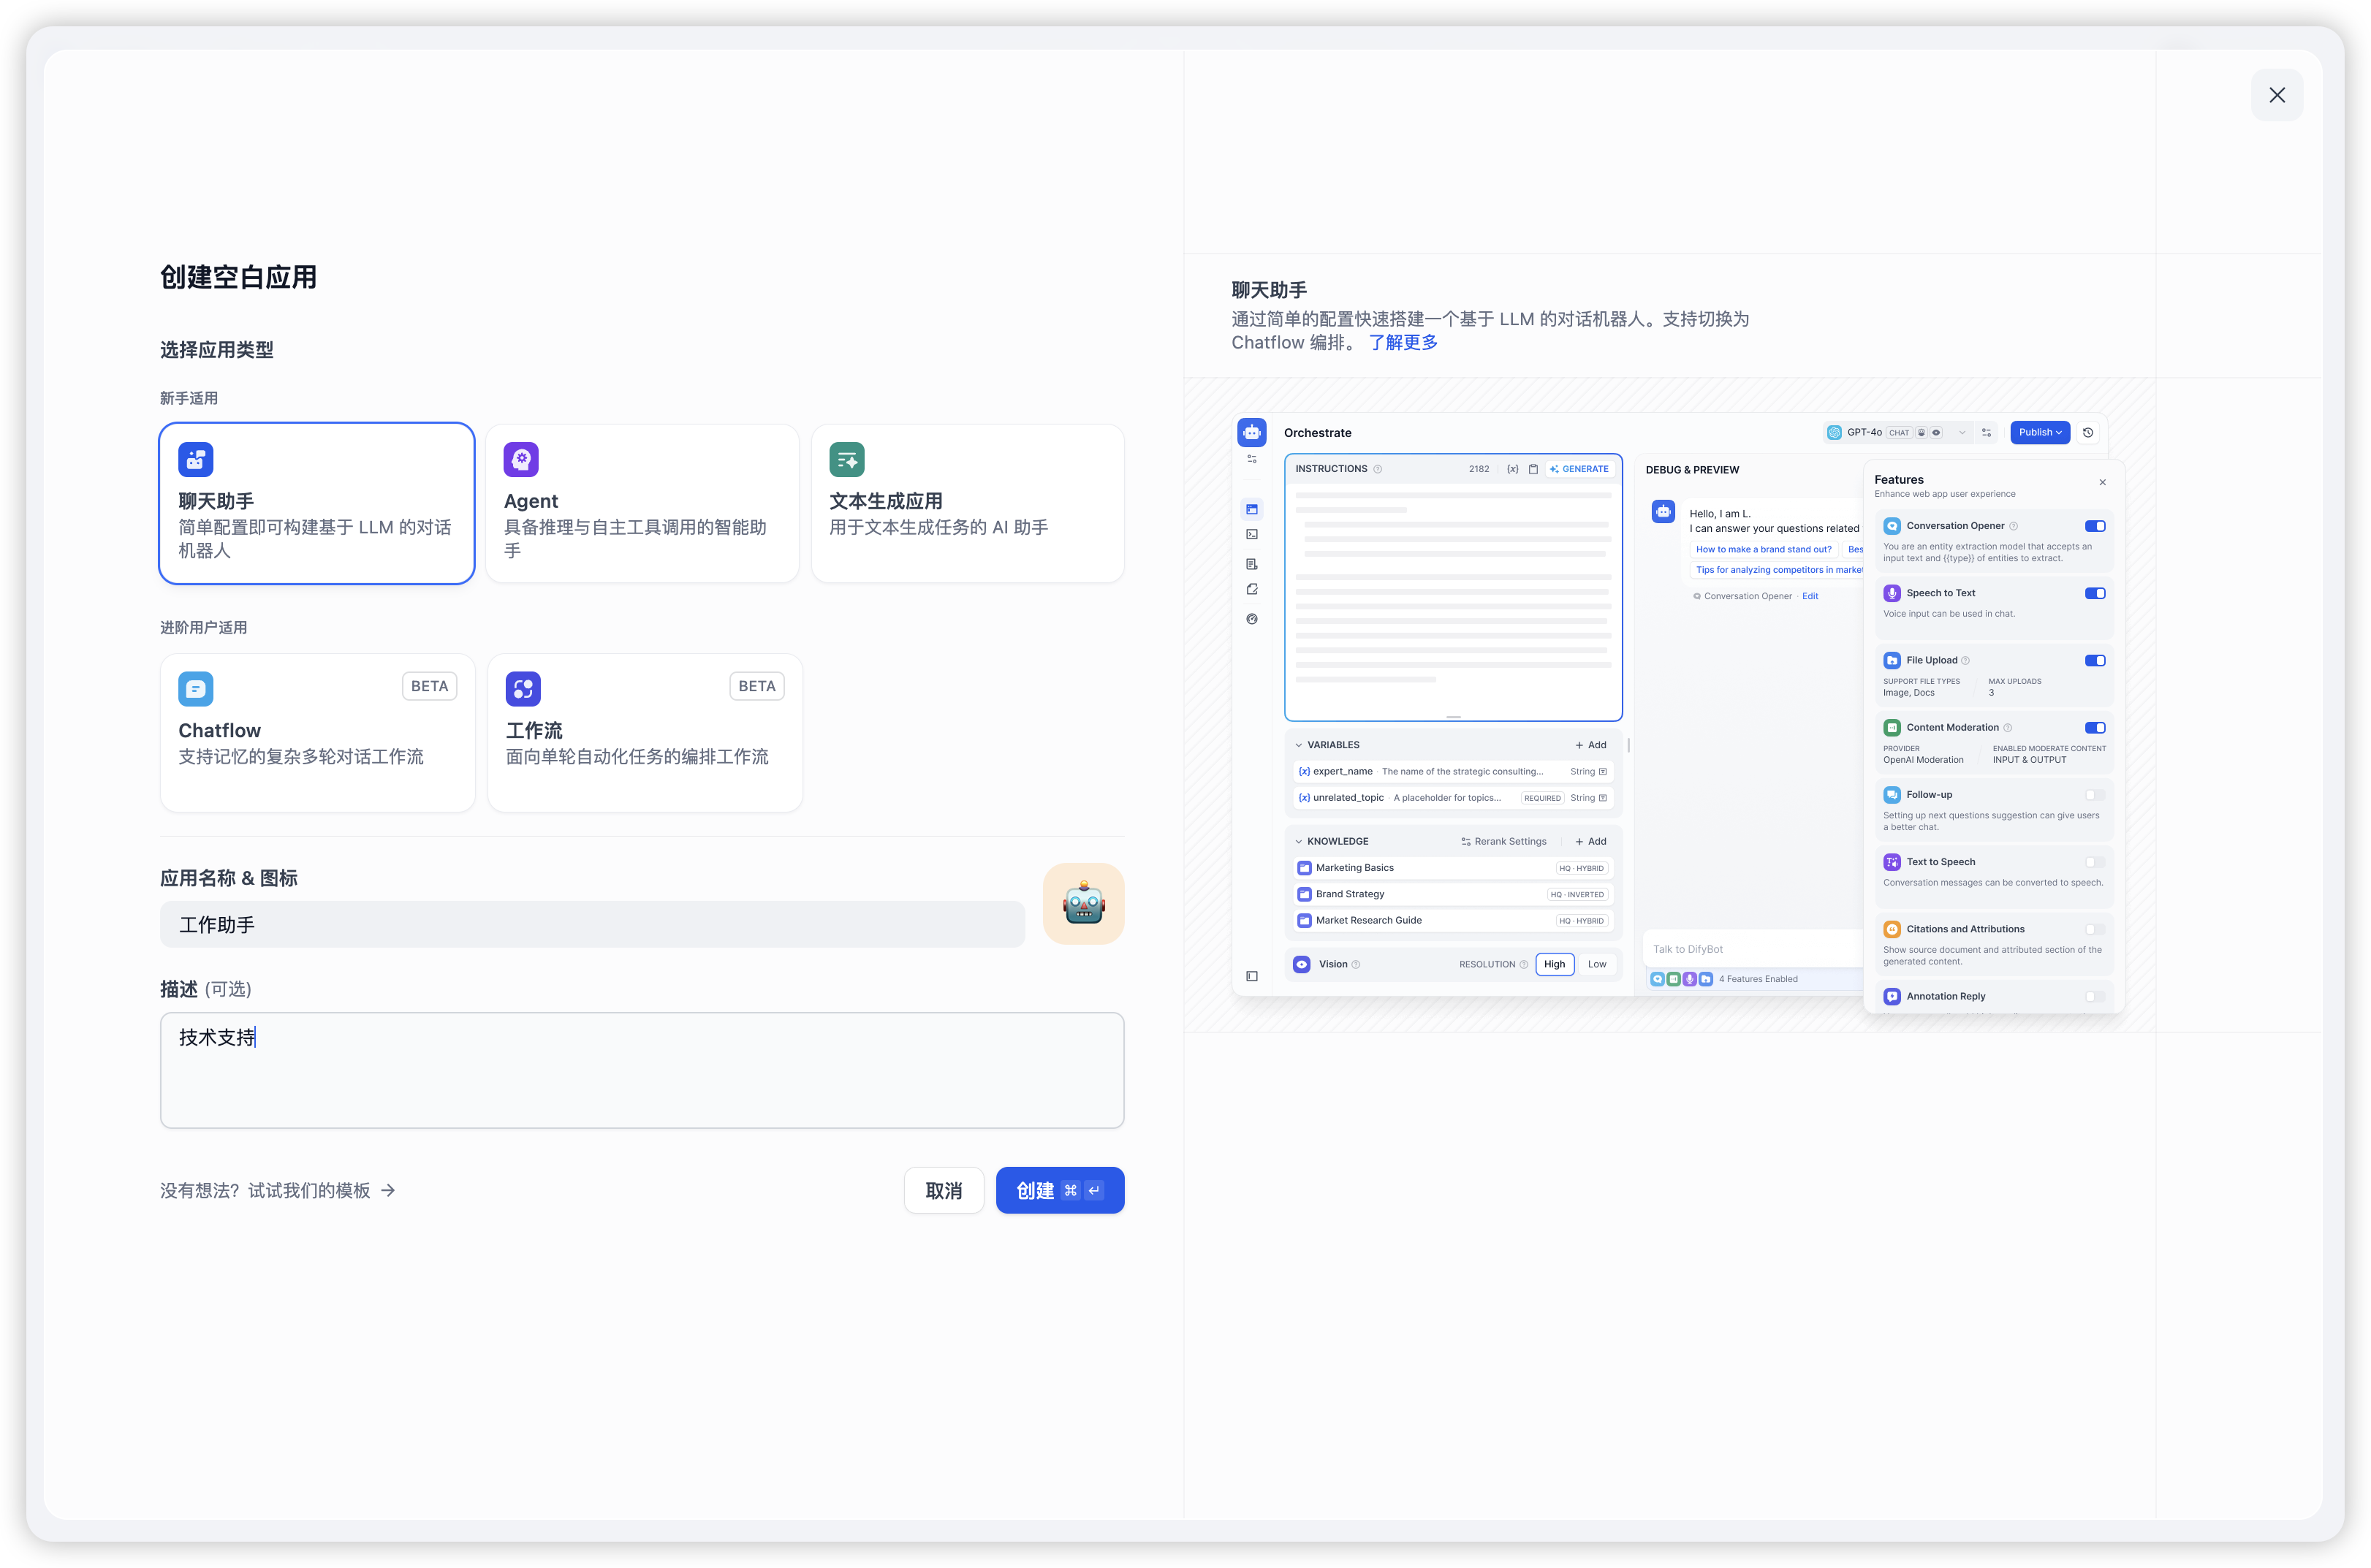 创建空白应用
选择应用类型
新手适用
聊天助手
简单配置即可构建基于 LLM 的对话
机器人
Agent
具备推理与自主工具调用的智能助
手
文本生成应用
用于文本生成任务的 AI 助手
进阶用户适用
BETA
Chatflow
支持记忆的复杂多轮对话工作流
BETA
工作流
面向单轮自动化任务的编排工作流
应用名称 & 图标
工作助手
描述 (可选)
技术支持
没有想法？试试我们的模板
取消
创建
聊天助手
通过简单的配置快速搭建一个基于 LLM 的对话机器人。支持切换为
Chatflow 编排。 了解更多
Orchestrate
GPT-4o CHAT
Publish
INSTRUCTIONS 2182 {x} GENERATE
VARIABLES + Add
{x} expert_name · The name of the strategic consulting... String
{x} unrelated_topic · A placeholder for topics... REQUIRED String
KNOWLEDGE Rerank Settings + Add
Marketing Basics HQ · HYBRID
Brand Strategy HQ · INVERTED
Market Research Guide HQ · HYBRID
Vision RESOLUTION High Low
DEBUG & PREVIEW
Hello, I am L.
I can answer your questions related
How to make a brand stand out? Bes
Tips for analyzing competitors in market
Conversation Opener · Edit
Talk to DifyBot
4 Features Enabled
Features
Enhance web app user experience
Conversation Opener
You are an entity extraction model that accepts an
input text and {{type}} of entities to extract.
Speech to Text
Voice input can be used in chat.
File Upload
SUPPORT FILE TYPES MAX UPLOADS
Image, Docs 3
Content Moderation
PROVIDER ENABLED MODERATE CONTENT
OpenAI Moderation INPUT & OUTPUT
Follow-up
Setting up next questions suggestion can give users
a better chat.
Text to Speech
Conversation messages can be converted to speech.
Citations and Attributions
Show source document and attributed section of the
generated content.
Annotation Reply